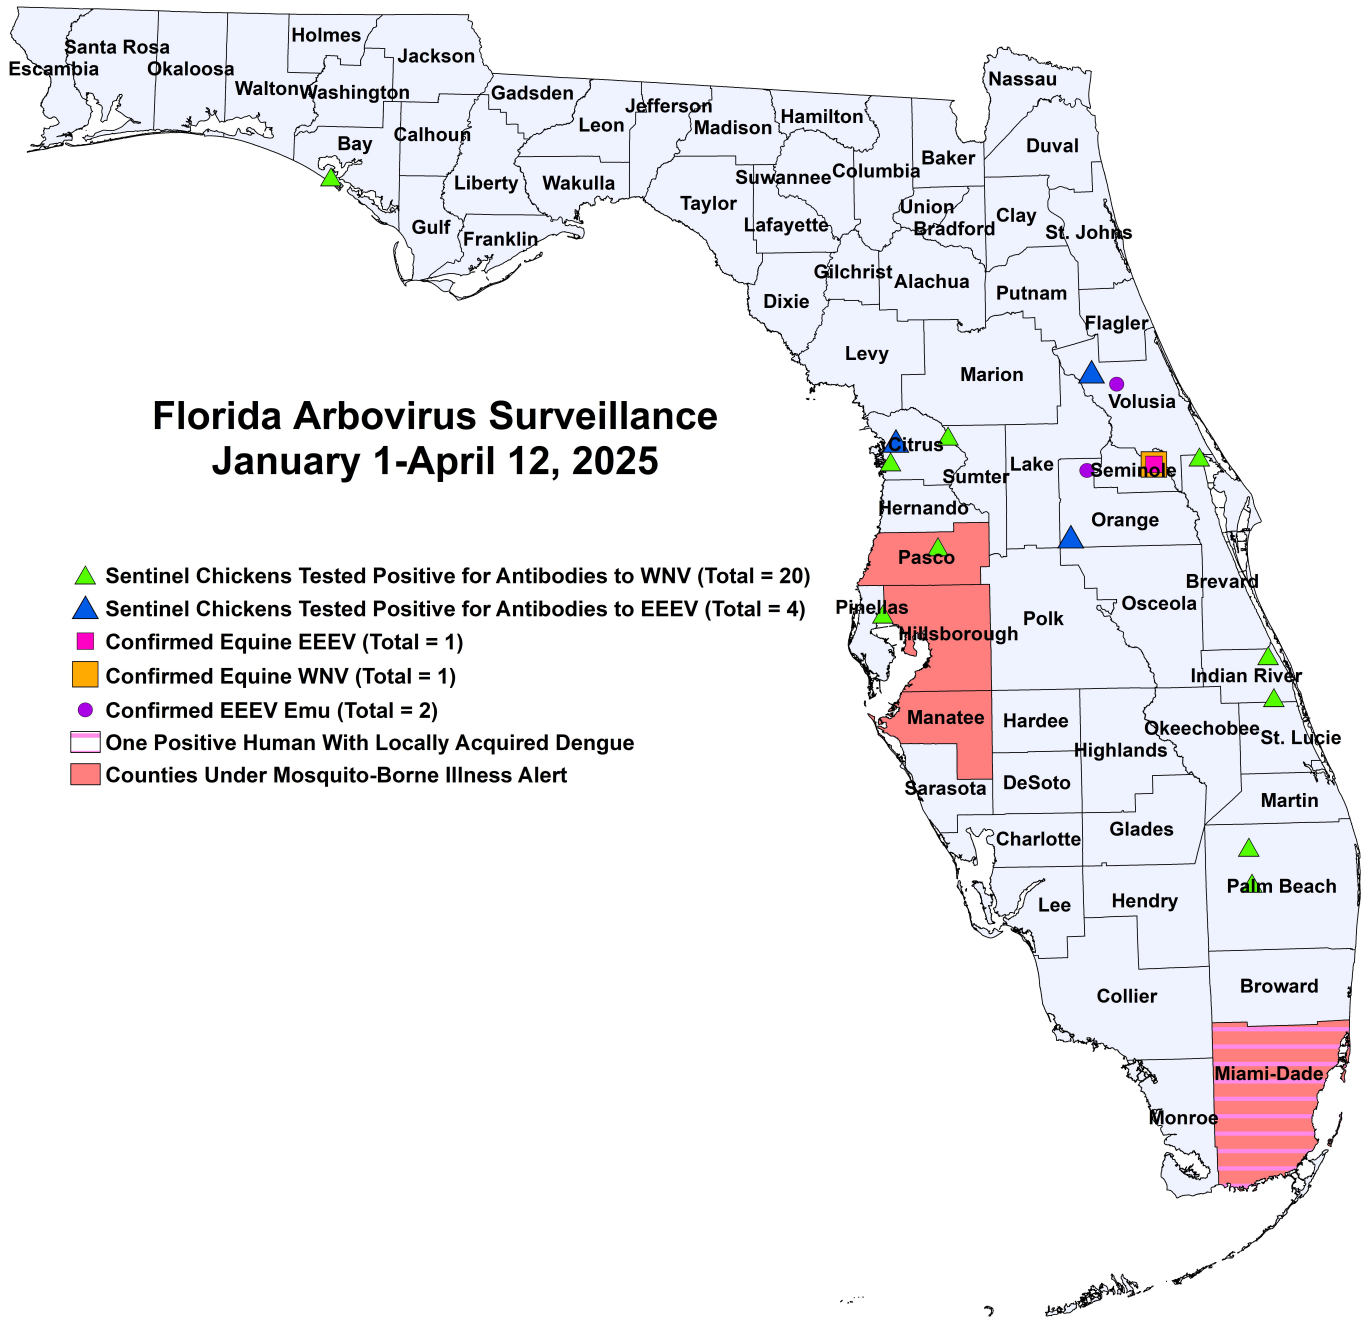 Holmes
Jackson
Santa Rosa
Escambia
Okaloosa
Walton
Washington
Gadsden
Nassau
Jefferson
Leon
Madison
Hamilton
Calhoun
Bay
Duval
Baker
Suwannee
Columbia
Liberty
Wakulla
Taylor
Union
Clay
Lafayette
Bradford
St. Johns
Gulf
Franklin
Gilchrist
Alachua
Putnam
Dixie
Flagler
Levy
Marion
Volusia
Florida Arbovirus Surveillance
January 1-April 12, 2025
Citrus
Lake
Seminole
Sumter
Hernando
Orange
Pasco
Brevard
Osceola
Pinellas
Polk
Hillsborough
Indian River
Manatee
Hardee
Okeechobee
St. Lucie
Highlands
DeSoto
Sarasota
Martin
Glades
Charlotte
Palm Beach
Hendry
Lee
Broward
Collier
Miami-Dade
Monroe
Sentinel Chickens Tested Positive for Antibodies to WNV (Total = 20)
Sentinel Chickens Tested Positive for Antibodies to EEEV (Total = 4)
Confirmed Equine EEEV (Total = 1)
Confirmed Equine WNV (Total = 1)
Confirmed EEEV Emu (Total = 2)
One Positive Human With Locally Acquired Dengue
Counties Under Mosquito-Borne Illness Alert